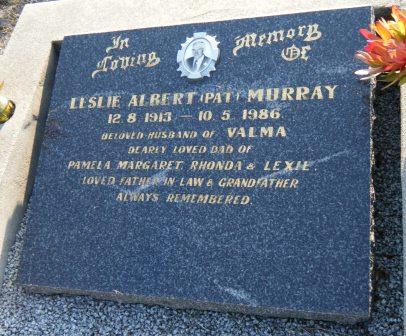 In Loving Memory Of
LESLIE ALBERT (PAT) MURRAY
12.8.1913 — 10.5.1986
BELOVED HUSBAND OF VALMA
DEARLY LOVED DAD OF
PAMELA, MARGARET, RHONDA & LEXIE.
LOVED FATHER IN LAW & GRANDFATHER
ALWAYS REMEMBERED.